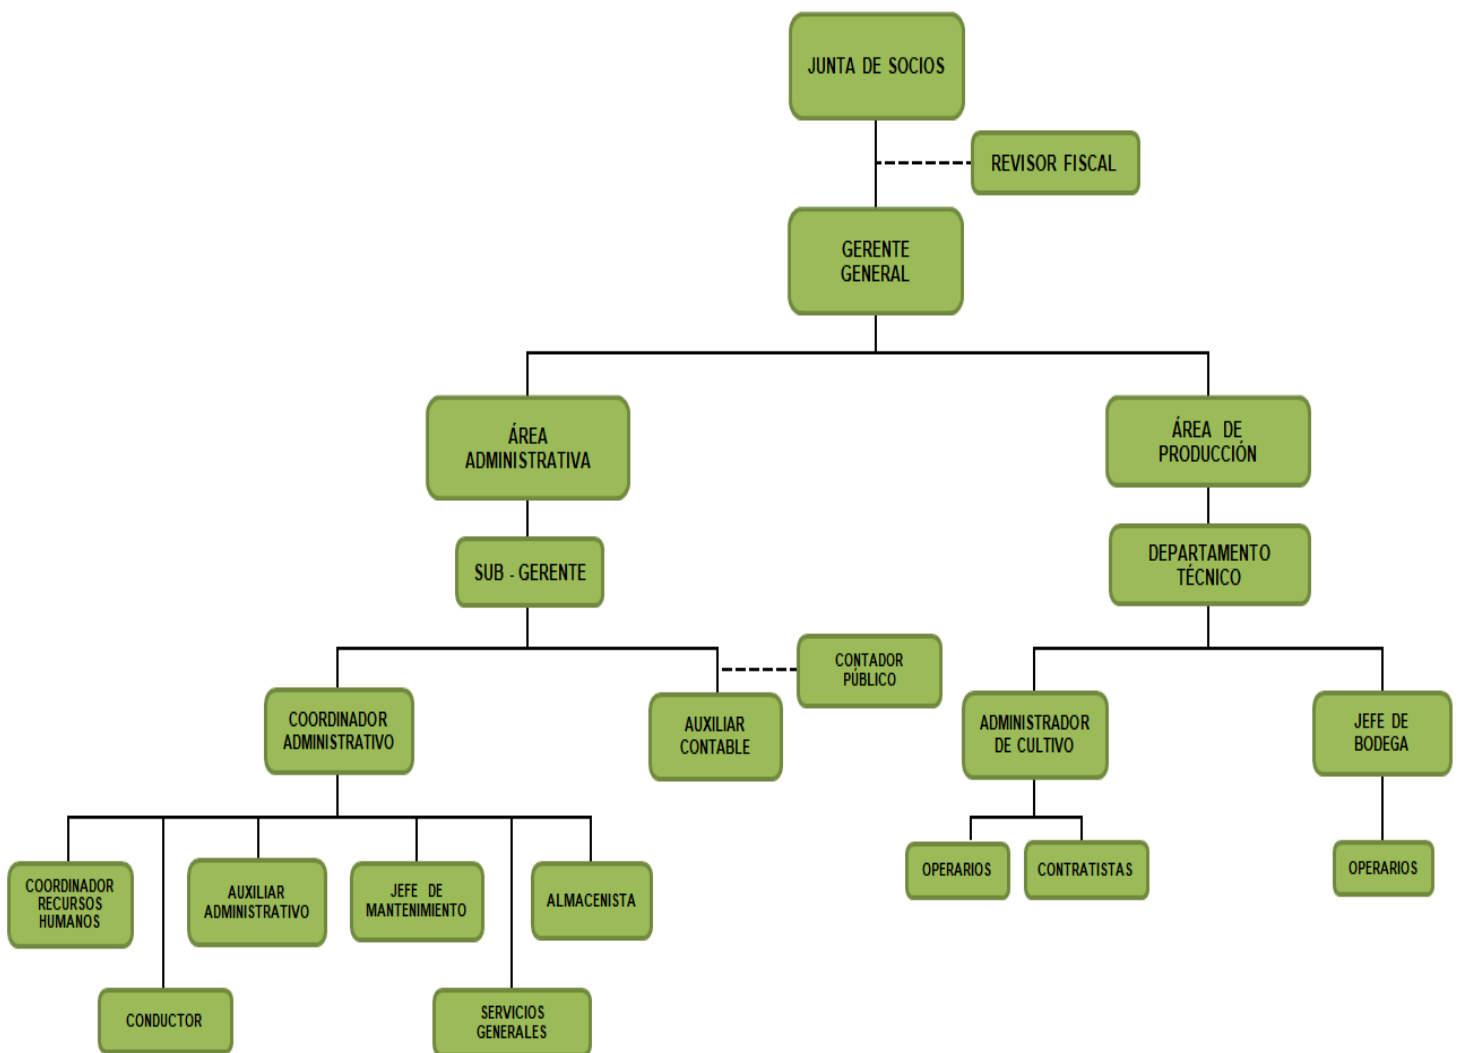 JUNTA DE SOCIOS
REVISOR FISCAL
GERENTE
GENERAL
ÁREA
ADMINISTRATIVA
ÁREA DE
PRODUCCIÓN
SUB - GERENTE
DEPARTAMENTO
TÉCNICO
CONTADOR
PÚBLICO
COORDINADOR
ADMINISTRATIVO
AUXILIAR
CONTABLE
ADMINISTRADOR
DE CULTIVO
JEFE DE
BODEGA
COORDINADOR
RECURSOS
HUMANOS
AUXILIAR
ADMINISTRATIVO
JEFE DE
MANTENIMIENTO
ALMACENISTA
OPERARIOS
CONTRATISTAS
OPERARIOS
CONDUCTOR
SERVICIOS
GENERALES